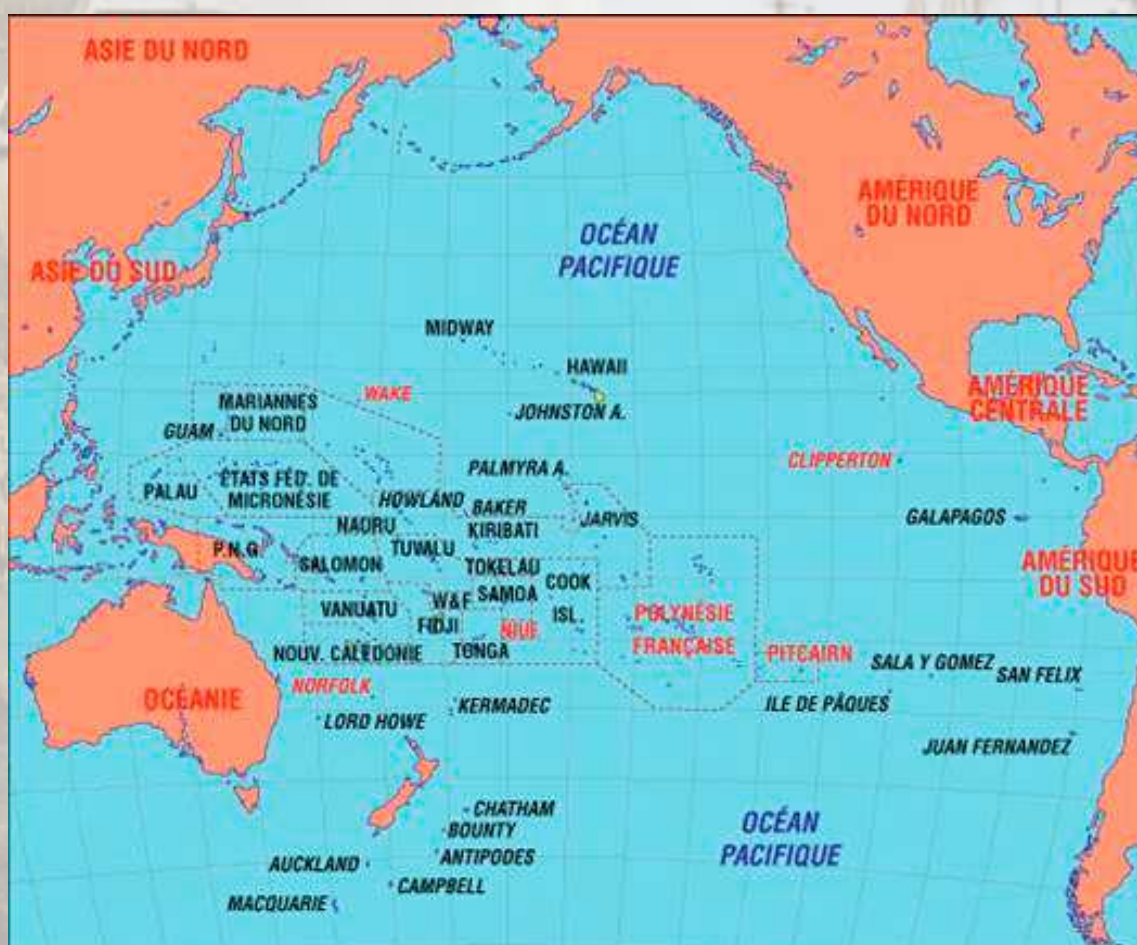 ASIE DU NORD
AMÉRIQUE
DU NORD
OCÉAN
PACIFIQUE
ASIE DU SUD
MIDWAY
HAWAII
AMÉRIQUE
CENTRALE
WAKE
MARIANNES
DU NORD
JOHNSTON A.
GUAM
CLIPPERTON
PALMYRA A.
ÉTATS FÉD. DE
MICRONÉSIE
PALAU
HOWLAND
BAKER
JARVIS
GALAPAGOS
NAORU
KIRIBATI
P.N.G.
TUVALU
SALOMON
TOKELAU
AMÉRIQUE
DU SUD
COOK
ISL.
SAMOA
W&F
VANUATU
POLYNÉSIE
FRANÇAISE
FIDJI
NIUE
TONGA
NOUV. CALÉDONIE
PITCAIRN
SALA Y GOMEZ
SAN FELIX
NORFOLK
OCÉANIE
ILE DE PÂQUES
KERMADEC
LORD HOWE
JUAN FERNANDEZ
CHATHAM
BOUNTY
OCÉAN
PACIFIQUE
ANTIPODES
AUCKLAND
CAMPBELL
MACQUARIE